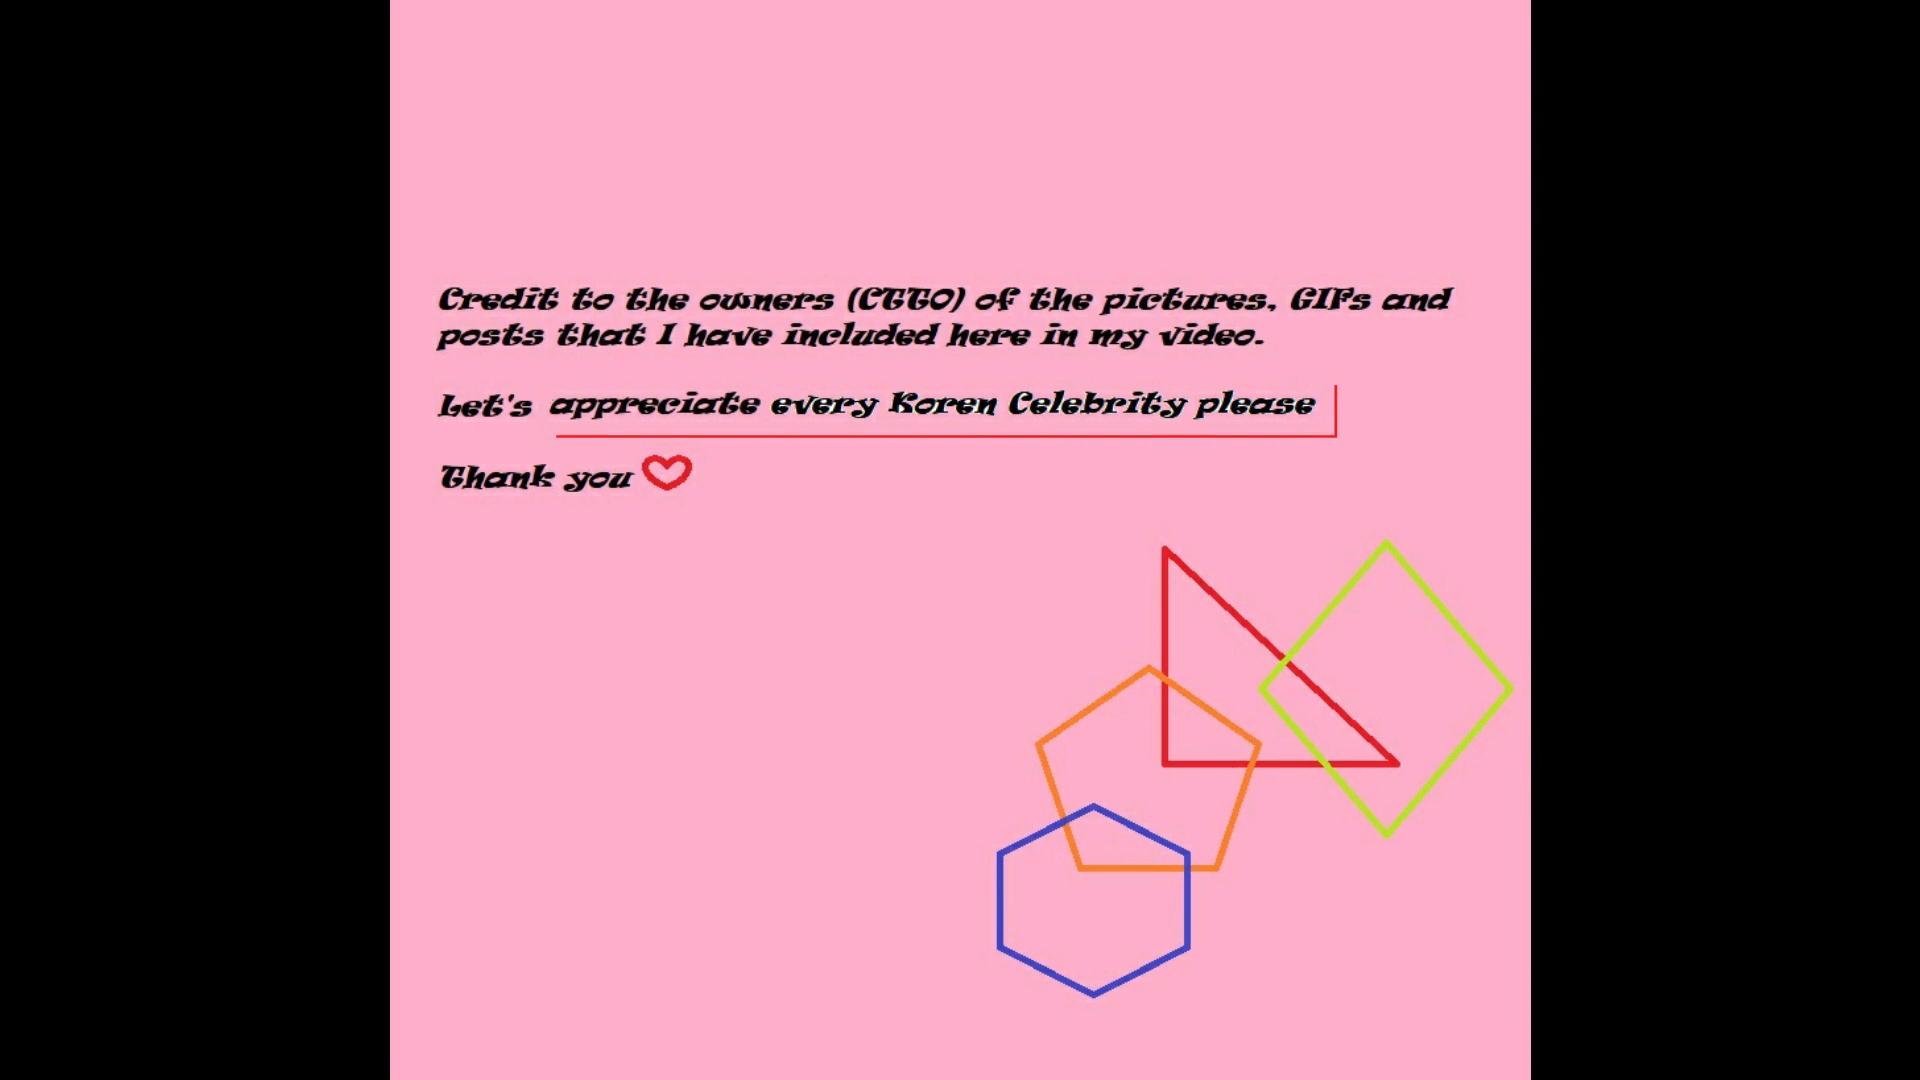 Credit to the owners (CTTO) of the pictures, GIFs and
posts that I have included here in my video.
Let's appreciate every Koren Celebrity please
Thank you